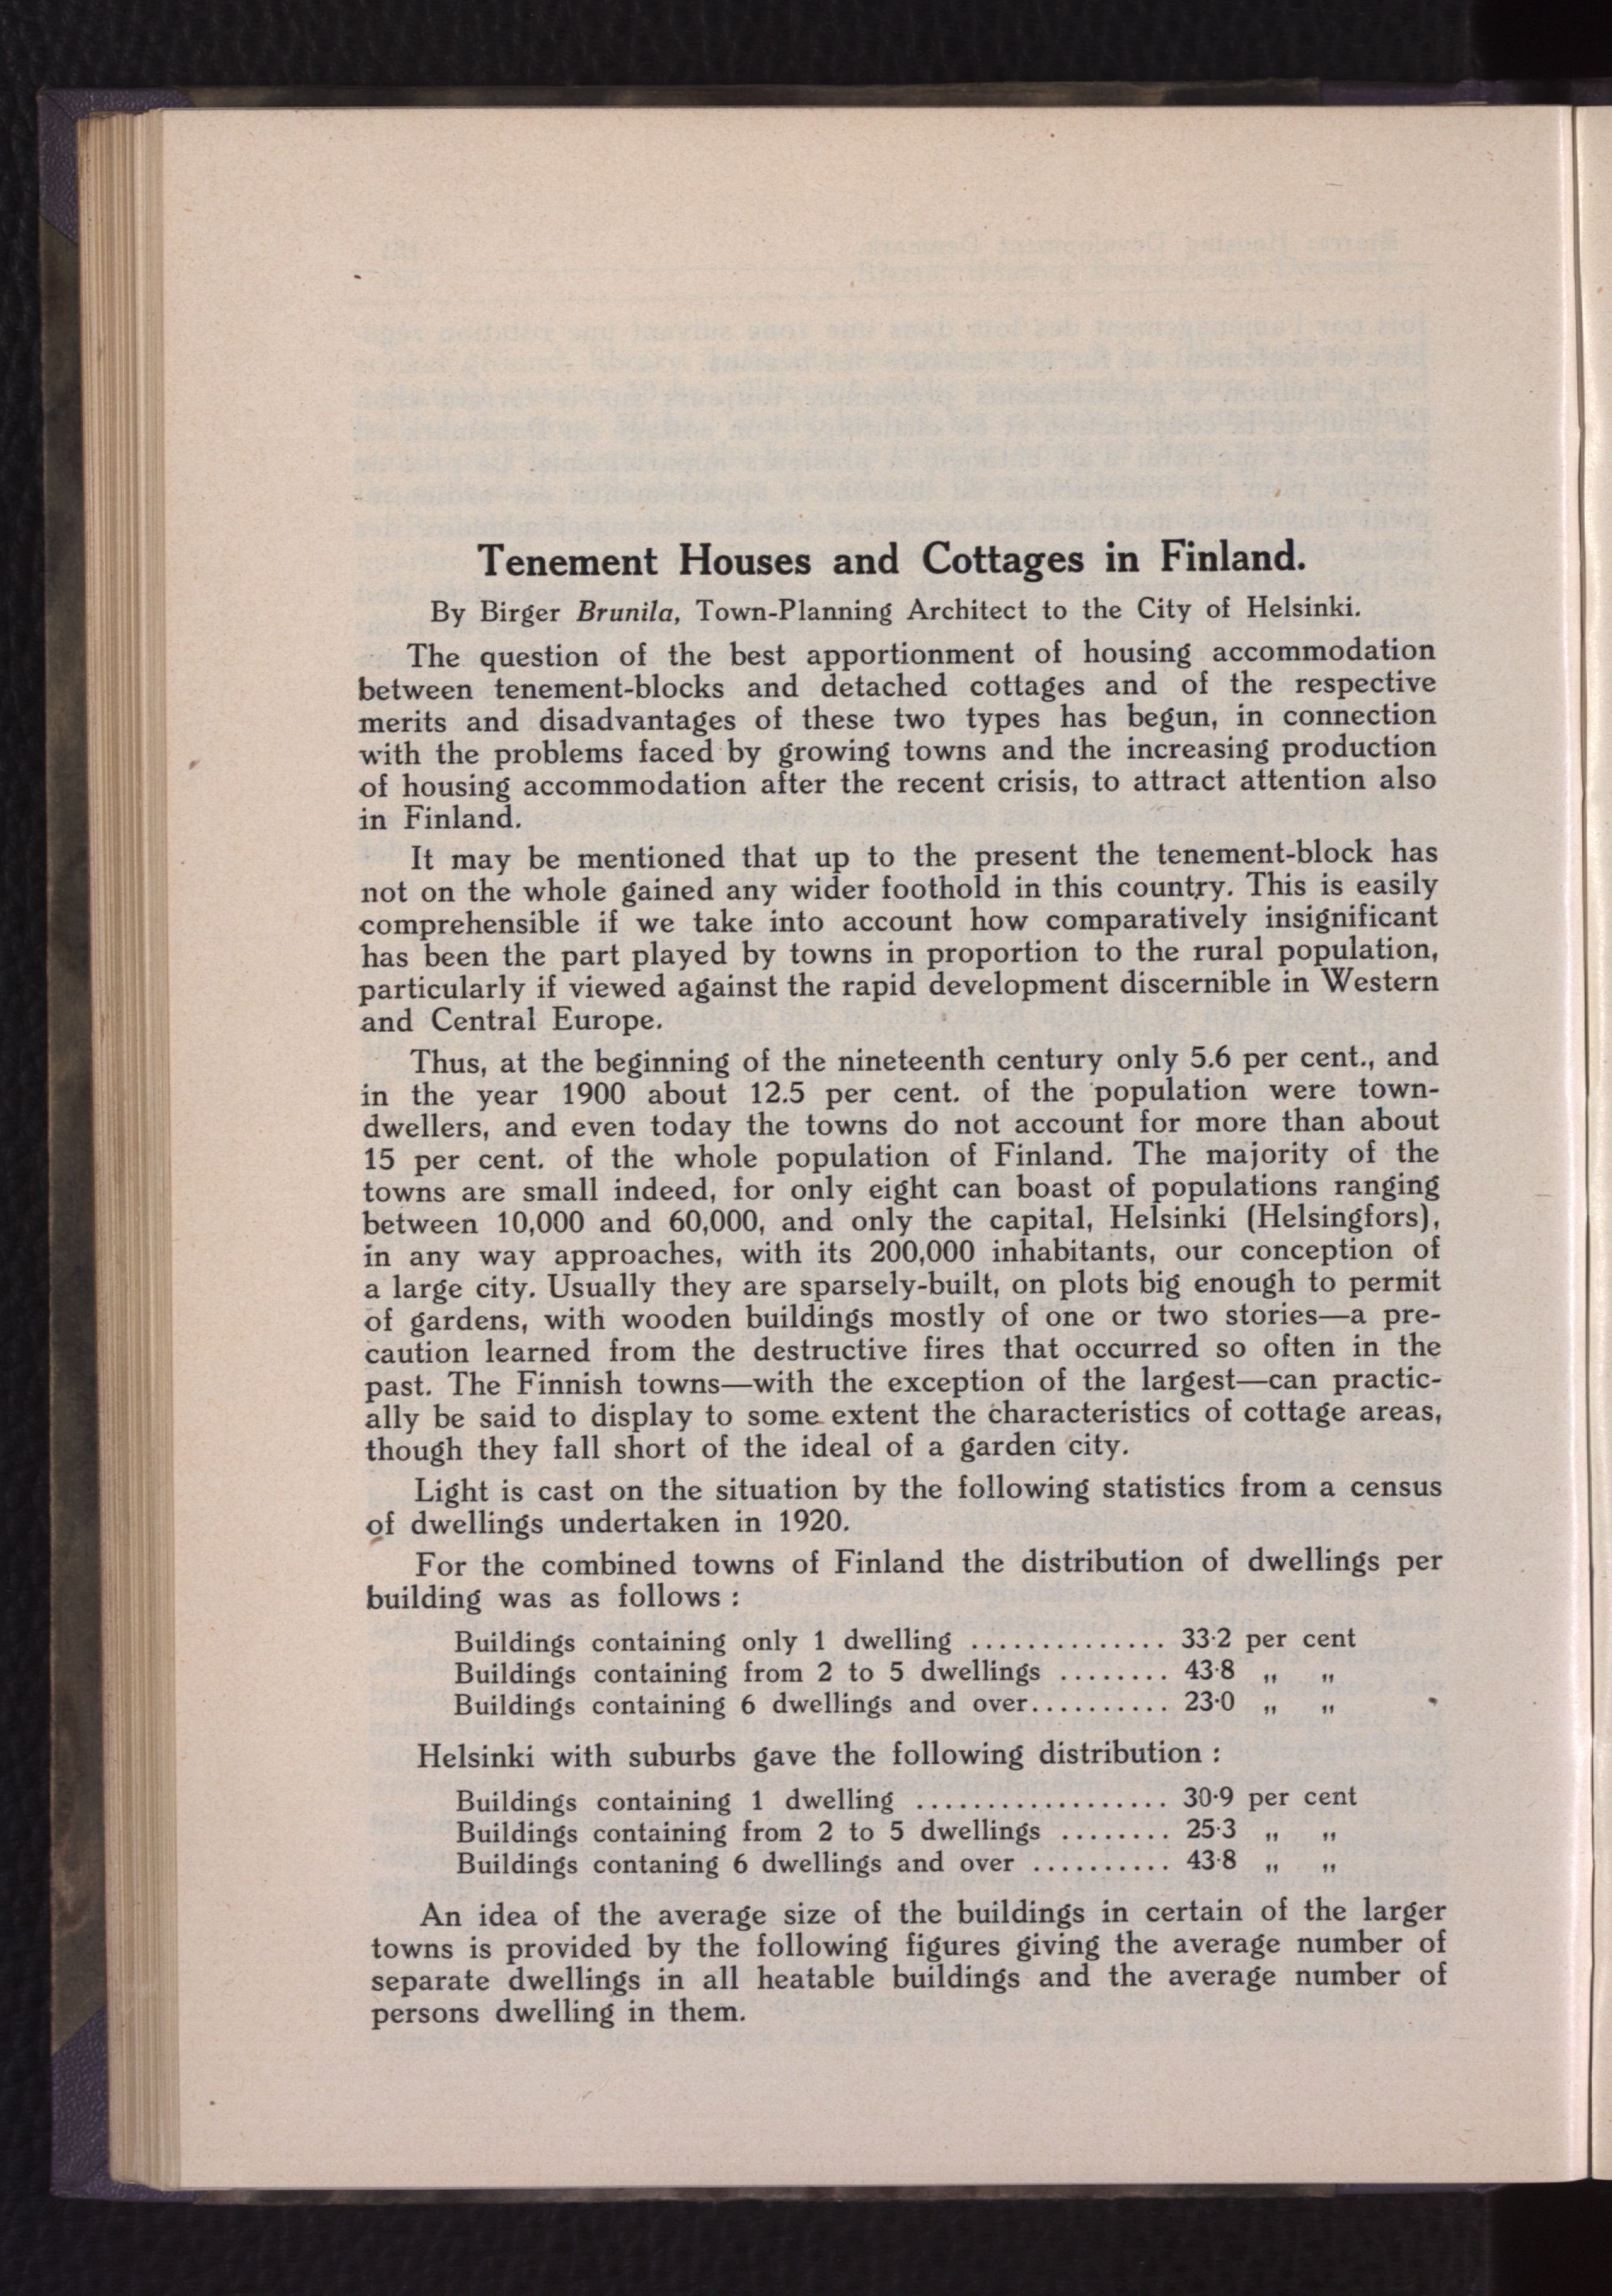 Tenement Houses and Cottages in Finland.
By Birger Brunila, Town-Planning Architect to the City of Helsinki.
The question of the best apportionment of housing accommodation
between tenement-blocks and detached cottages and of the respective
merits and disadvantages of these two types has begun, in connection
with the problems faced by growing towns and the increasing production
of housing accommodation after the recent crisis, to attract attention also
in Finland.
It may be mentioned that up to the present the tenement-block has
not on the whole gained any wider foothold in this country. This is easily
comprehensible if we take into account how comparatively insignificant
has been the part played by towns in proportion to the rural population,
particularly if viewed against the rapid development discernible in Western
and Central Europe.
Thus, at the beginning of the nineteenth century only 5.6 per cent., and
in the year 1900 about 12.5 per cent. of the population were town-
dwellers, and even today the towns do not account for more than about
15 per cent. of the whole population of Finland. The majority of the
towns are small indeed, for only eight can boast of populations ranging
between 10,000 and 60,000, and only the capital, Helsinki (Helsingfors),
in any way approaches, with its 200,000 inhabitants, our conception of
a large city. Usually they are sparsely-built, on plots big enough to permit
of gardens, with wooden buildings mostly of one or two stories—a pre-
caution learned from the destructive fires that occurred so often in the
past. The Finnish towns—with the exception of the largest—can practic-
ally be said to display to some extent the characteristics of cottage areas,
though they fall short of the ideal of a garden city.
Light is cast on the situation by the following statistics from a census
of dwellings undertaken in 1920.
For the combined towns of Finland the distribution of dwellings per
building was as follows :
Buildings containing only 1 dwelling .............. 33·2 per cent
Buildings containing from 2 to 5 dwellings ........ 43·8 „ „
Buildings containing 6 dwellings and over.......... 23·0 „ „
Helsinki with suburbs gave the following distribution :
Buildings containing 1 dwelling .................. 30·9 per cent
Buildings containing from 2 to 5 dwellings ........ 25·3 „ „
Buildings contaning 6 dwellings and over .......... 43·8 „ „
An idea of the average size of the buildings in certain of the larger
towns is provided by the following figures giving the average number of
separate dwellings in all heatable buildings and the average number of
persons dwelling in them.